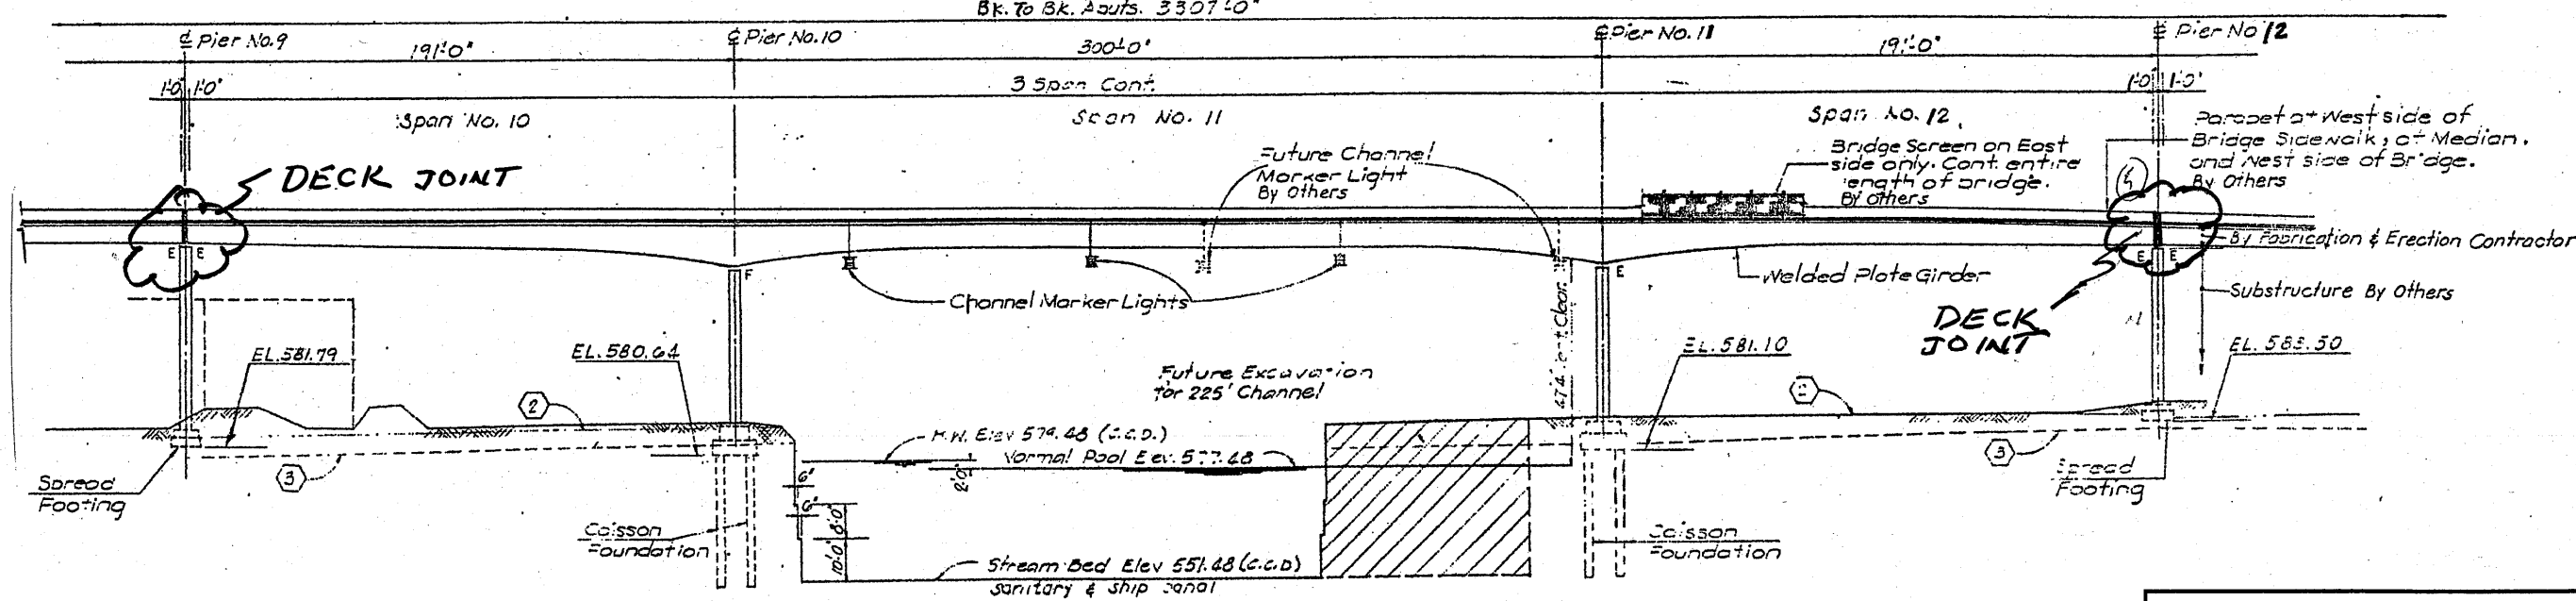 Bk. To Bk. Abuts. 3307'-0"
℄ Pier No. 9
℄ Pier No. 10
℄ Pier No. 11
℄ Pier No 12
191'-0"
300'-0"
191'-0"
1'-0" 1'-0"
3 Span Cont.
1'-0" 1'-0"
Span No. 10
Span No. 11
Span No. 12
DECK JOINT
Future Channel
Marker Light
By Others
Bridge Screen on East
side only. Cont. entire
length of bridge.
By Others
Parapet at West side of
Bridge Sidewalk, at Median,
and West side of Bridge.
By Others
E E
F
E
E E
By Fabrication & Erection Contractor
Channel Marker Lights
Welded Plate Girder
Substructure By Others
DECK
JOINT
EL. 581.79
EL. 580.64
EL. 581.10
Future Excavation
for 225' Channel
2
H.W. Elev 579.48 (C.C.D.)
Normal Pool Elev. 577.48
2'-0"
3
3
Spread
Footing
Spread
Footing
6"
6"
8'-0"
10'-0"
Caisson
Foundation
Caisson
Foundation
Stream Bed Elev 551.48 (C.C.D)
Sanitary & Ship Canal